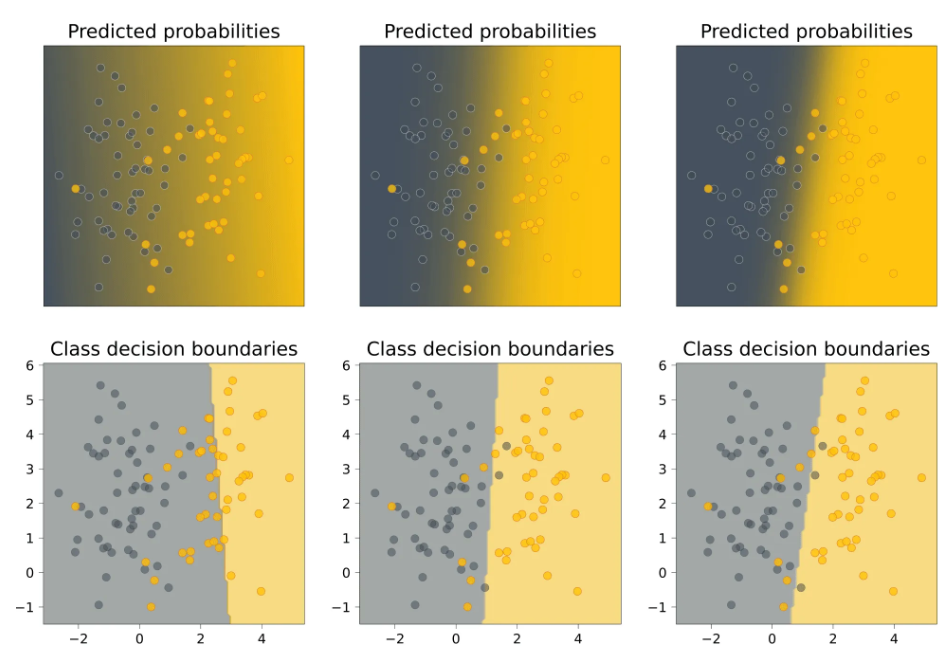 Predicted probabilities Predicted probabilities Predicted probabilities
Class decision boundaries Class decision boundaries Class decision boundaries
6 6 6
5 5 5
4 4 4
3 3 3
2 2 2
1 1 1
0 0 0
−1 −1 −1
−2 0 2 4 −2 0 2 4 −2 0 2 4